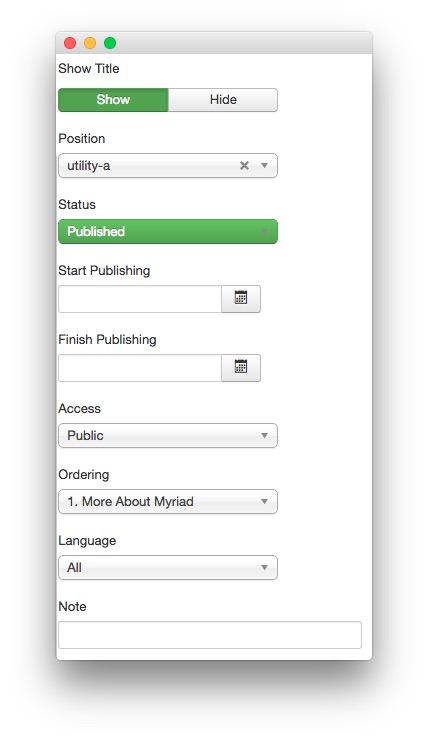 Show Title
Show Hide
Position
utility-a
Status
Published
Start Publishing
Finish Publishing
Access
Public
Ordering
1. More About Myriad
Language
All
Note